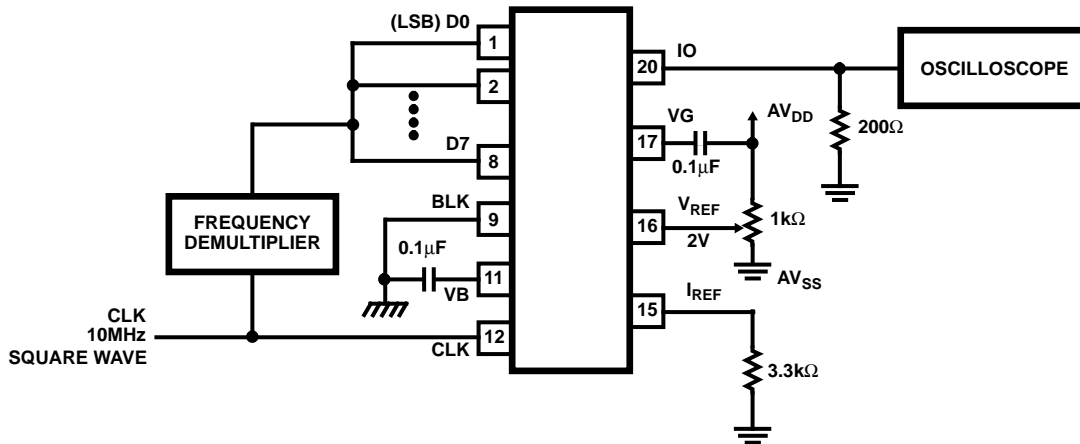 (LSB) D0
1
2
D7
8
BLK
9
0.1μF
VB
11
CLK
12
FREQUENCY
DEMULTIPLIER
CLK
10MHz
SQUARE WAVE
20
IO
OSCILLOSCOPE
200Ω
17
VG
0.1μF
AVDD
16
VREF
2V
1kΩ
AVSS
15
IREF
3.3kΩ